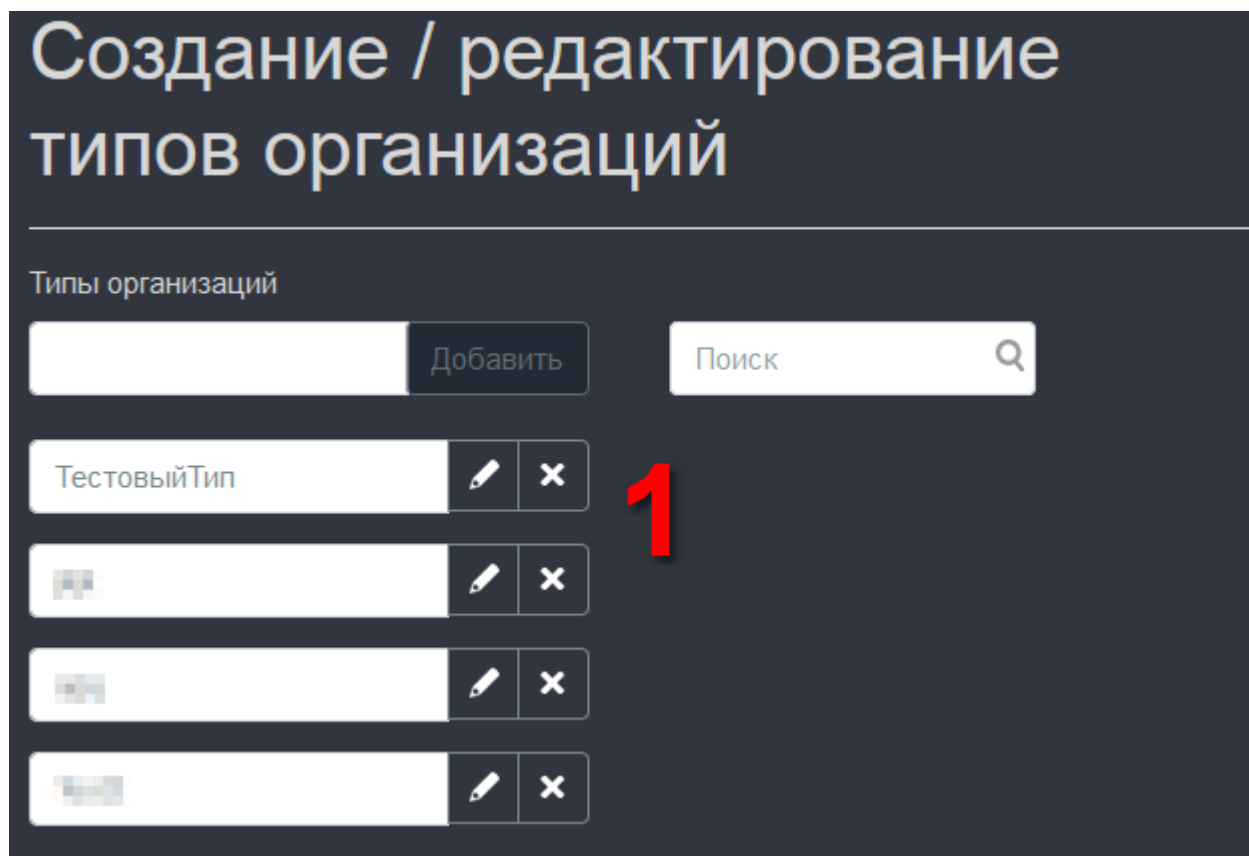 Создание / редактирование
типов организаций
Типы организаций
Добавить
Поиск
ТестовыйТип
1